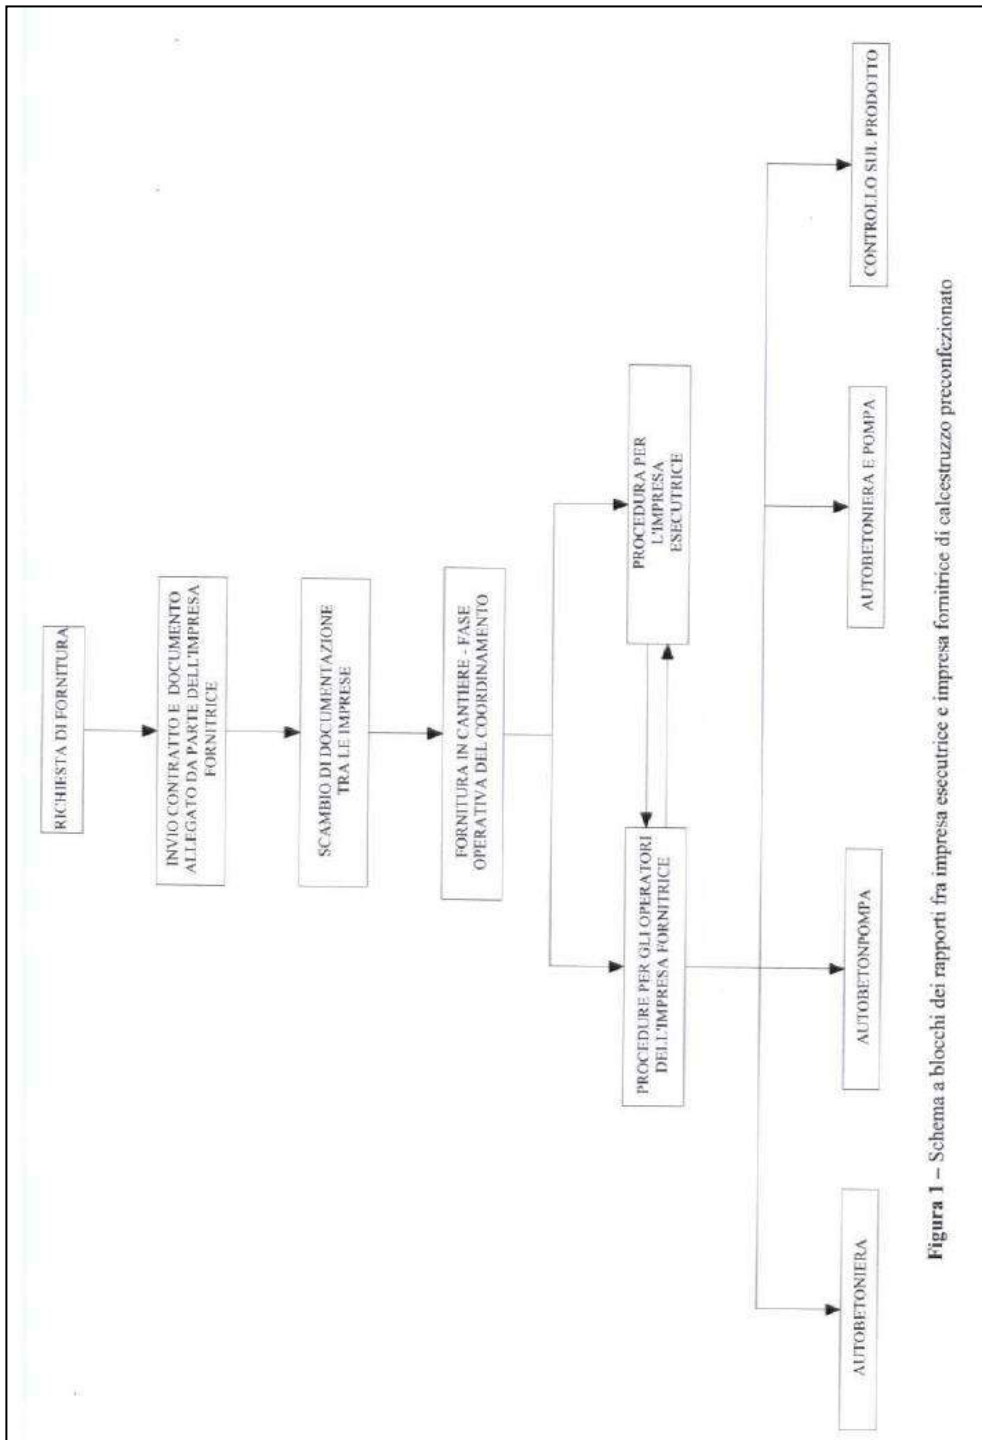 RICHIESTA DI FORNITURA
INVIO CONTRATTO E DOCUMENTO
ALLEGATO DA PARTE DELL'IMPRESA
FORNITRICE
SCAMBIO DI DOCUMENTAZIONE
TRA LE IMPRESE
FORNITURA IN CANTIERE - FASE
OPERATIVA DEL COORDINAMENTO
PROCEDURE PER GLI OPERATORI
DELL'IMPRESA FORNITRICE
PROCEDURA PER
L'IMPRESA
ESECUTRICE
AUTOBETONIERA
AUTOBETONPOMPA
AUTOBETONIERA E POMPA
CONTROLLO SUL PRODOTTO
Figura 1 – Schema a blocchi dei rapporti fra impresa esecutrice e impresa fornitrice di calcestruzzo preconfezionato